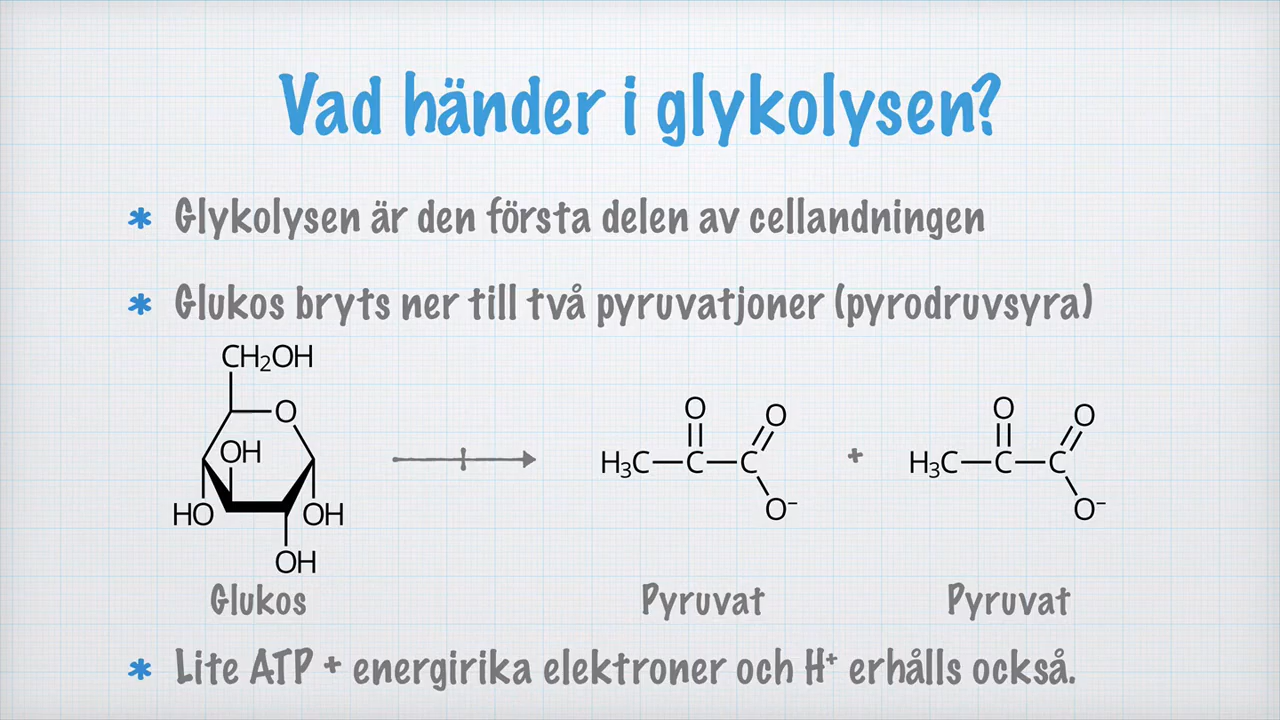 Vad händer i glykolysen?
* Glykolysen är den första delen av cellandningen
* Glukos bryts ner till två pyruvatjoner (pyrodruvsyra)
CH₂OH
O
OH
HO
OH
OH
Glukos
O
O
H₃C—C—C
O⁻
Pyruvat
+
O
O
H₃C—C—C
O⁻
Pyruvat
* Lite ATP + energirika elektroner och H⁺ erhålls också.